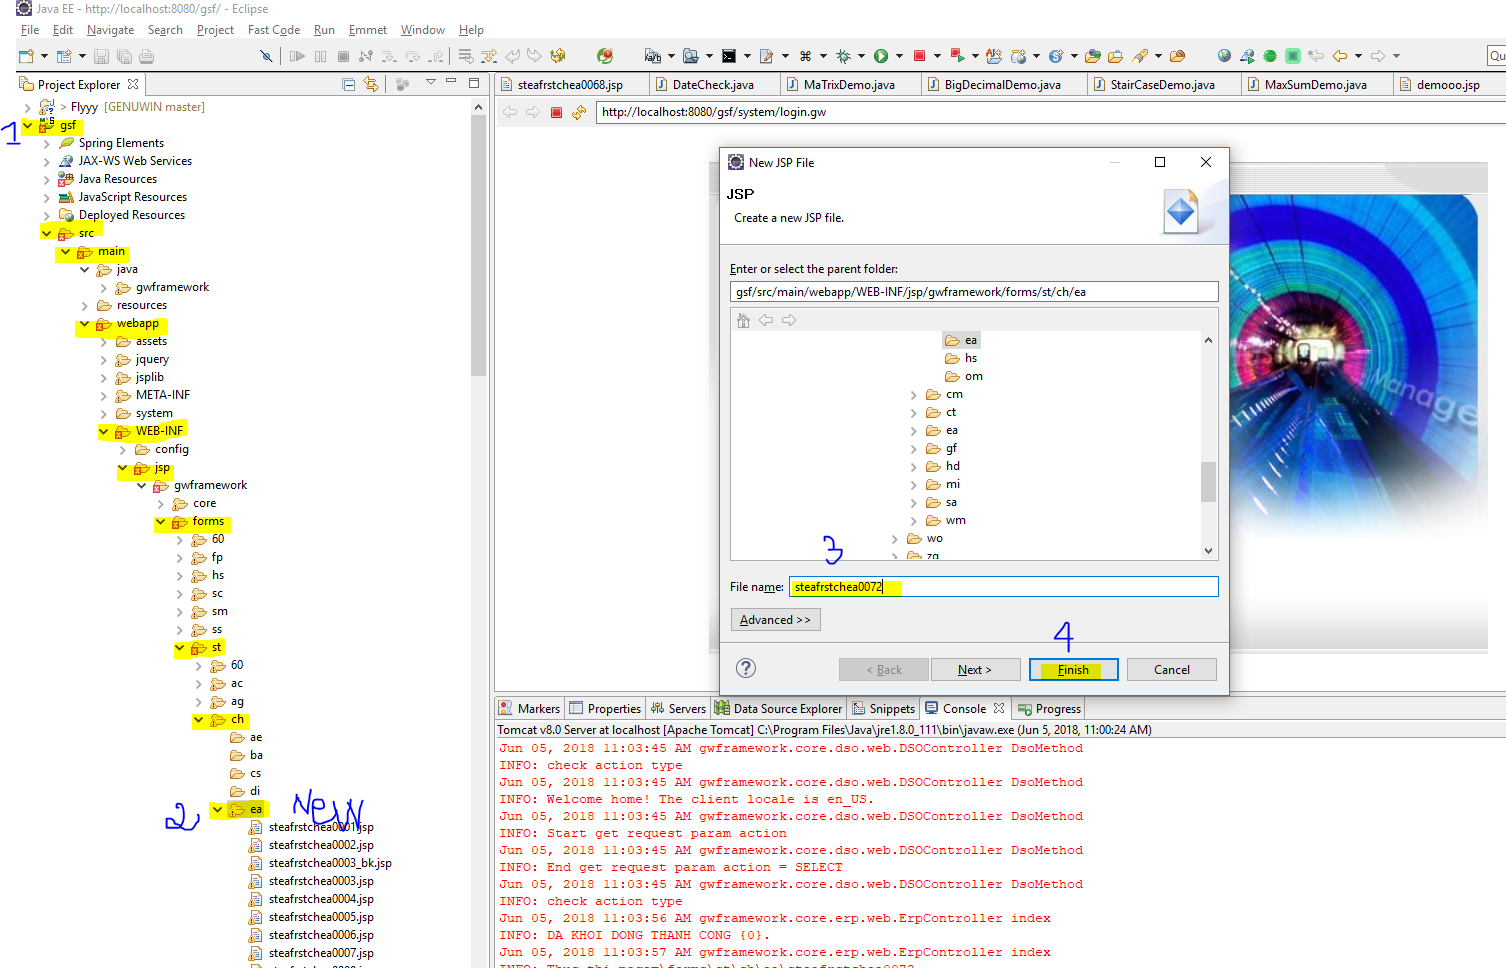 Java EE - http://localhost:8080/gsf/ - Eclipse
File Edit Navigate Search Project Fast Code Run Emmet Window Help
Qu
Project Explorer
steafrstchea0068.jsp DateCheck.java MaTrixDemo.java BigDecimalDemo.java StairCaseDemo.java MaxSumDemo.java demooo.jsp
http://localhost:8080/gsf/system/login.gw
> Flyyy [GENUWIN master]
1 gsf
Spring Elements
JAX-WS Web Services
Java Resources
JavaScript Resources
Deployed Resources
src
main
java
gwframework
resources
webapp
assets
jquery
jsplib
META-INF
system
WEB-INF
config
jsp
gwframework
core
forms
60
fp
hs
sc
sm
ss
st
60
ac
ag
ch
ae
ba
cs
di
2 ea New
steafrstchea0001.jsp
steafrstchea0002.jsp
steafrstchea0003_bk.jsp
steafrstchea0003.jsp
steafrstchea0004.jsp
steafrstchea0005.jsp
steafrstchea0006.jsp
steafrstchea0007.jsp
New JSP File
JSP
Create a new JSP file.
Enter or select the parent folder:
gsf/src/main/webapp/WEB-INF/jsp/gwframework/forms/st/ch/ea
ea
hs
om
cm
ct
ea
gf
hd
mi
sa
wm
wo
zg
3
File name: steafrstchea0072
Advanced >>
4
< Back Next > Finish Cancel
Manage
Markers Properties Servers Data Source Explorer Snippets Console Progress
Tomcat v8.0 Server at localhost [Apache Tomcat] C:\Program Files\Java\jre1.8.0_111\bin\javaw.exe (Jun 5, 2018, 11:00:24 AM)
Jun 05, 2018 11:03:45 AM gwframework.core.dso.web.DSOController DsoMethod
INFO: check action type
Jun 05, 2018 11:03:45 AM gwframework.core.dso.web.DSOController DsoMethod
INFO: Welcome home! The client locale is en_US.
Jun 05, 2018 11:03:45 AM gwframework.core.dso.web.DSOController DsoMethod
INFO: Start get request param action
Jun 05, 2018 11:03:45 AM gwframework.core.dso.web.DSOController DsoMethod
INFO: End get request param action = SELECT
Jun 05, 2018 11:03:45 AM gwframework.core.dso.web.DSOController DsoMethod
INFO: check action type
Jun 05, 2018 11:03:56 AM gwframework.core.erp.web.ErpController index
INFO: DA KHOI DONG THANH CONG {0}.
Jun 05, 2018 11:03:57 AM gwframework.core.erp.web.ErpController index